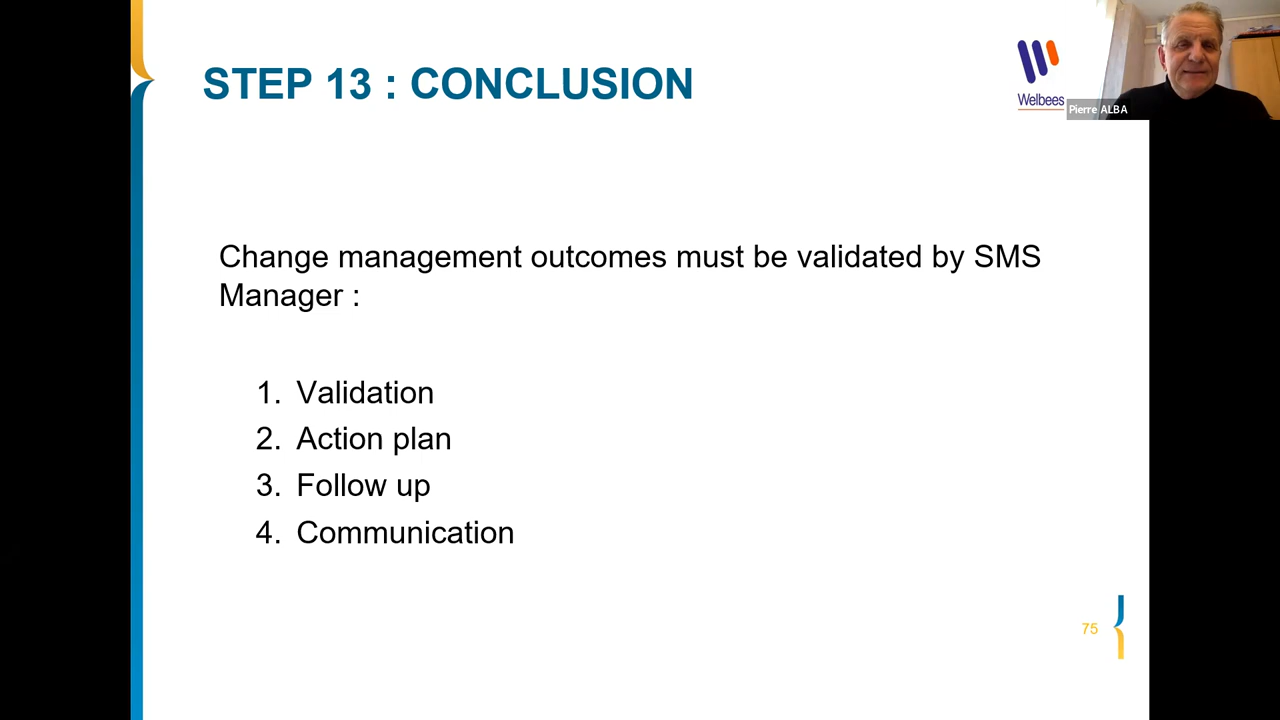 STEP 13 : CONCLUSION
Welbees
Pierre ALBA
Change management outcomes must be validated by SMS
Manager :
1. Validation
2. Action plan
3. Follow up
4. Communication
75